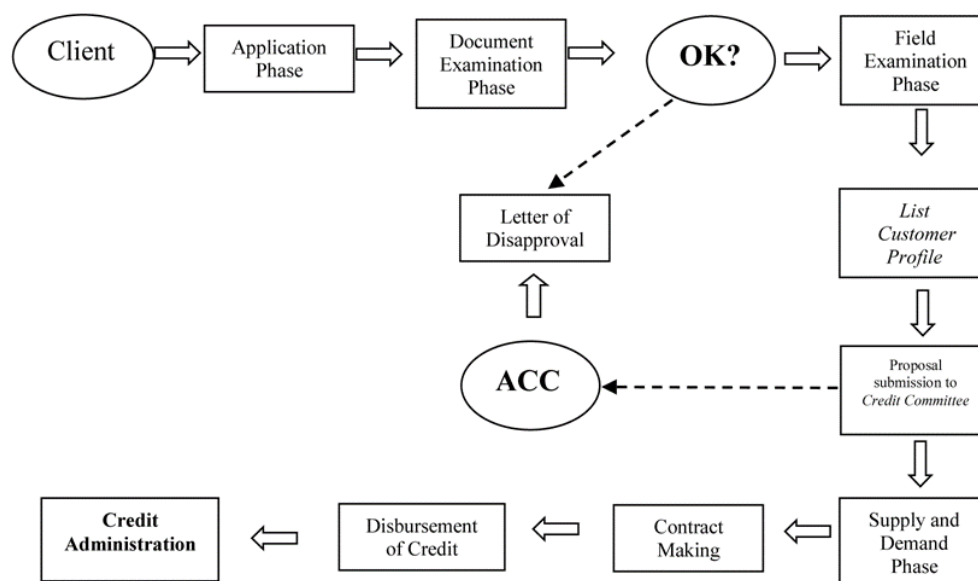 Client
Application
Phase
Document
Examination
Phase
OK?
Field
Examination
Phase
Letter of
Disapproval
List
Customer
Profile
ACC
Proposal
submission to
Credit Committee
Credit
Administration
Disbursement
of Credit
Contract
Making
Supply and
Demand
Phase